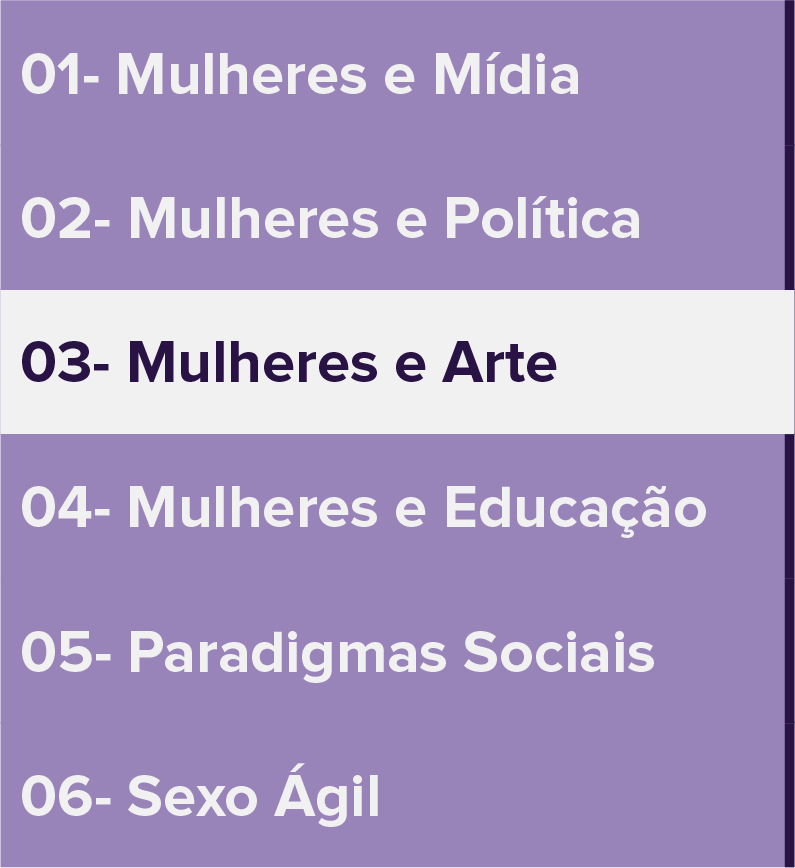 01- Mulheres e Mídia
02- Mulheres e Política
03- Mulheres e Arte
04- Mulheres e Educação
05- Paradigmas Sociais
06- Sexo Ágil